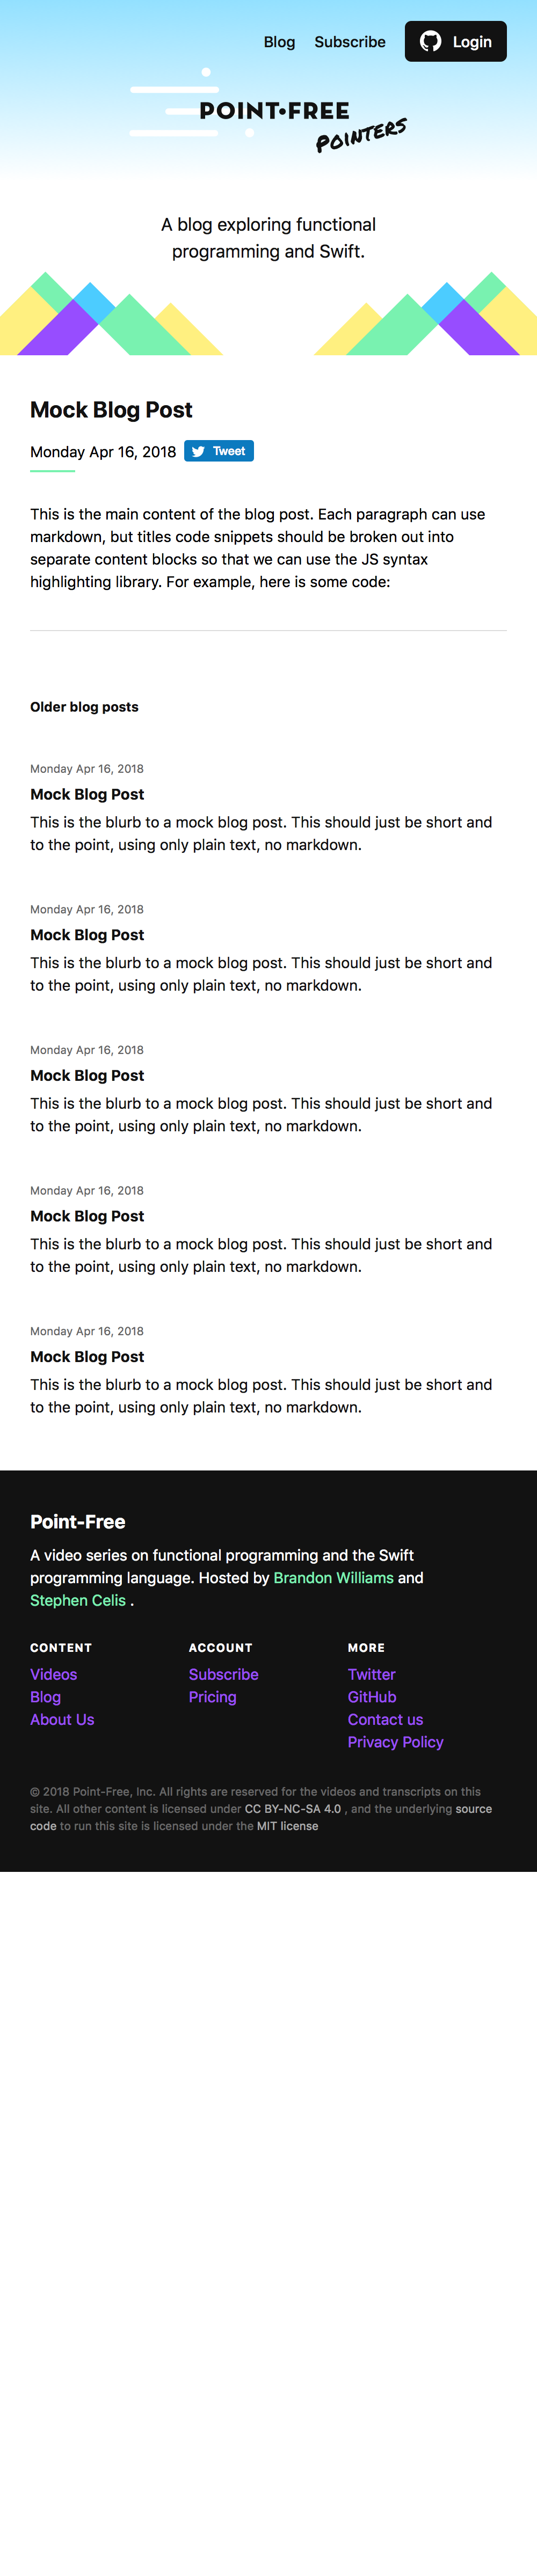 Blog Subscribe Login
POINT•FREE
POINTERS
A blog exploring functional
programming and Swift.
Mock Blog Post
Monday Apr 16, 2018 Tweet
This is the main content of the blog post. Each paragraph can use
markdown, but titles code snippets should be broken out into
separate content blocks so that we can use the JS syntax
highlighting library. For example, here is some code:
Older blog posts
Monday Apr 16, 2018
Mock Blog Post
This is the blurb to a mock blog post. This should just be short and
to the point, using only plain text, no markdown.
Monday Apr 16, 2018
Mock Blog Post
This is the blurb to a mock blog post. This should just be short and
to the point, using only plain text, no markdown.
Monday Apr 16, 2018
Mock Blog Post
This is the blurb to a mock blog post. This should just be short and
to the point, using only plain text, no markdown.
Monday Apr 16, 2018
Mock Blog Post
This is the blurb to a mock blog post. This should just be short and
to the point, using only plain text, no markdown.
Monday Apr 16, 2018
Mock Blog Post
This is the blurb to a mock blog post. This should just be short and
to the point, using only plain text, no markdown.
Point-Free
A video series on functional programming and the Swift
programming language. Hosted by Brandon Williams and
Stephen Celis .
CONTENT
Videos
Blog
About Us
ACCOUNT
Subscribe
Pricing
MORE
Twitter
GitHub
Contact us
Privacy Policy
© 2018 Point-Free, Inc. All rights are reserved for the videos and transcripts on this
site. All other content is licensed under CC BY-NC-SA 4.0 , and the underlying source
code to run this site is licensed under the MIT license